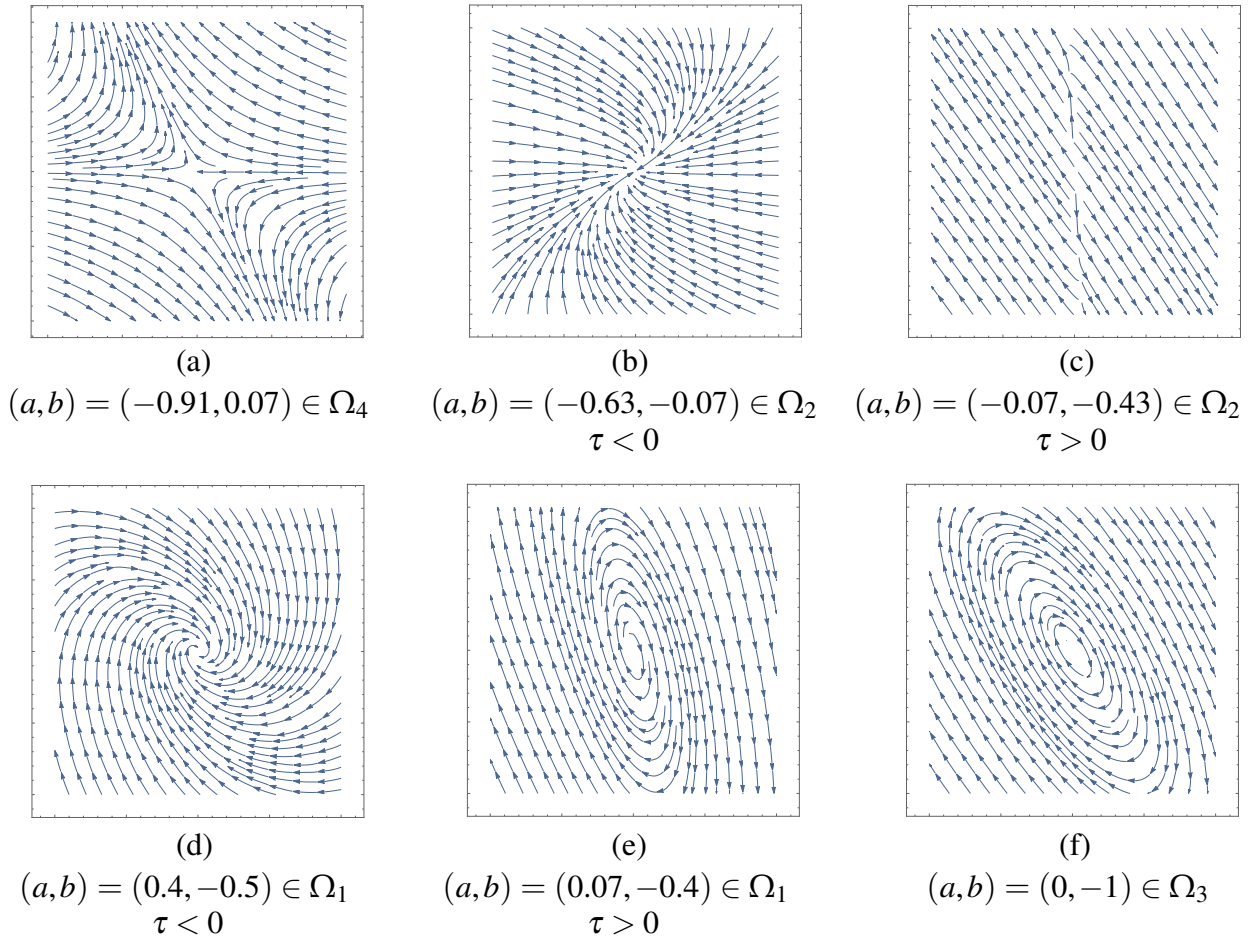 (a) (b) (c)
(a,b) = (−0.91,0.07) ∈ Ω₄ (a,b) = (−0.63,−0.07) ∈ Ω₂ (a,b) = (−0.07,−0.43) ∈ Ω₂
τ < 0 τ > 0
(d) (e) (f)
(a,b) = (0.4,−0.5) ∈ Ω₁ (a,b) = (0.07,−0.4) ∈ Ω₁ (a,b) = (0,−1) ∈ Ω₃
τ < 0 τ > 0